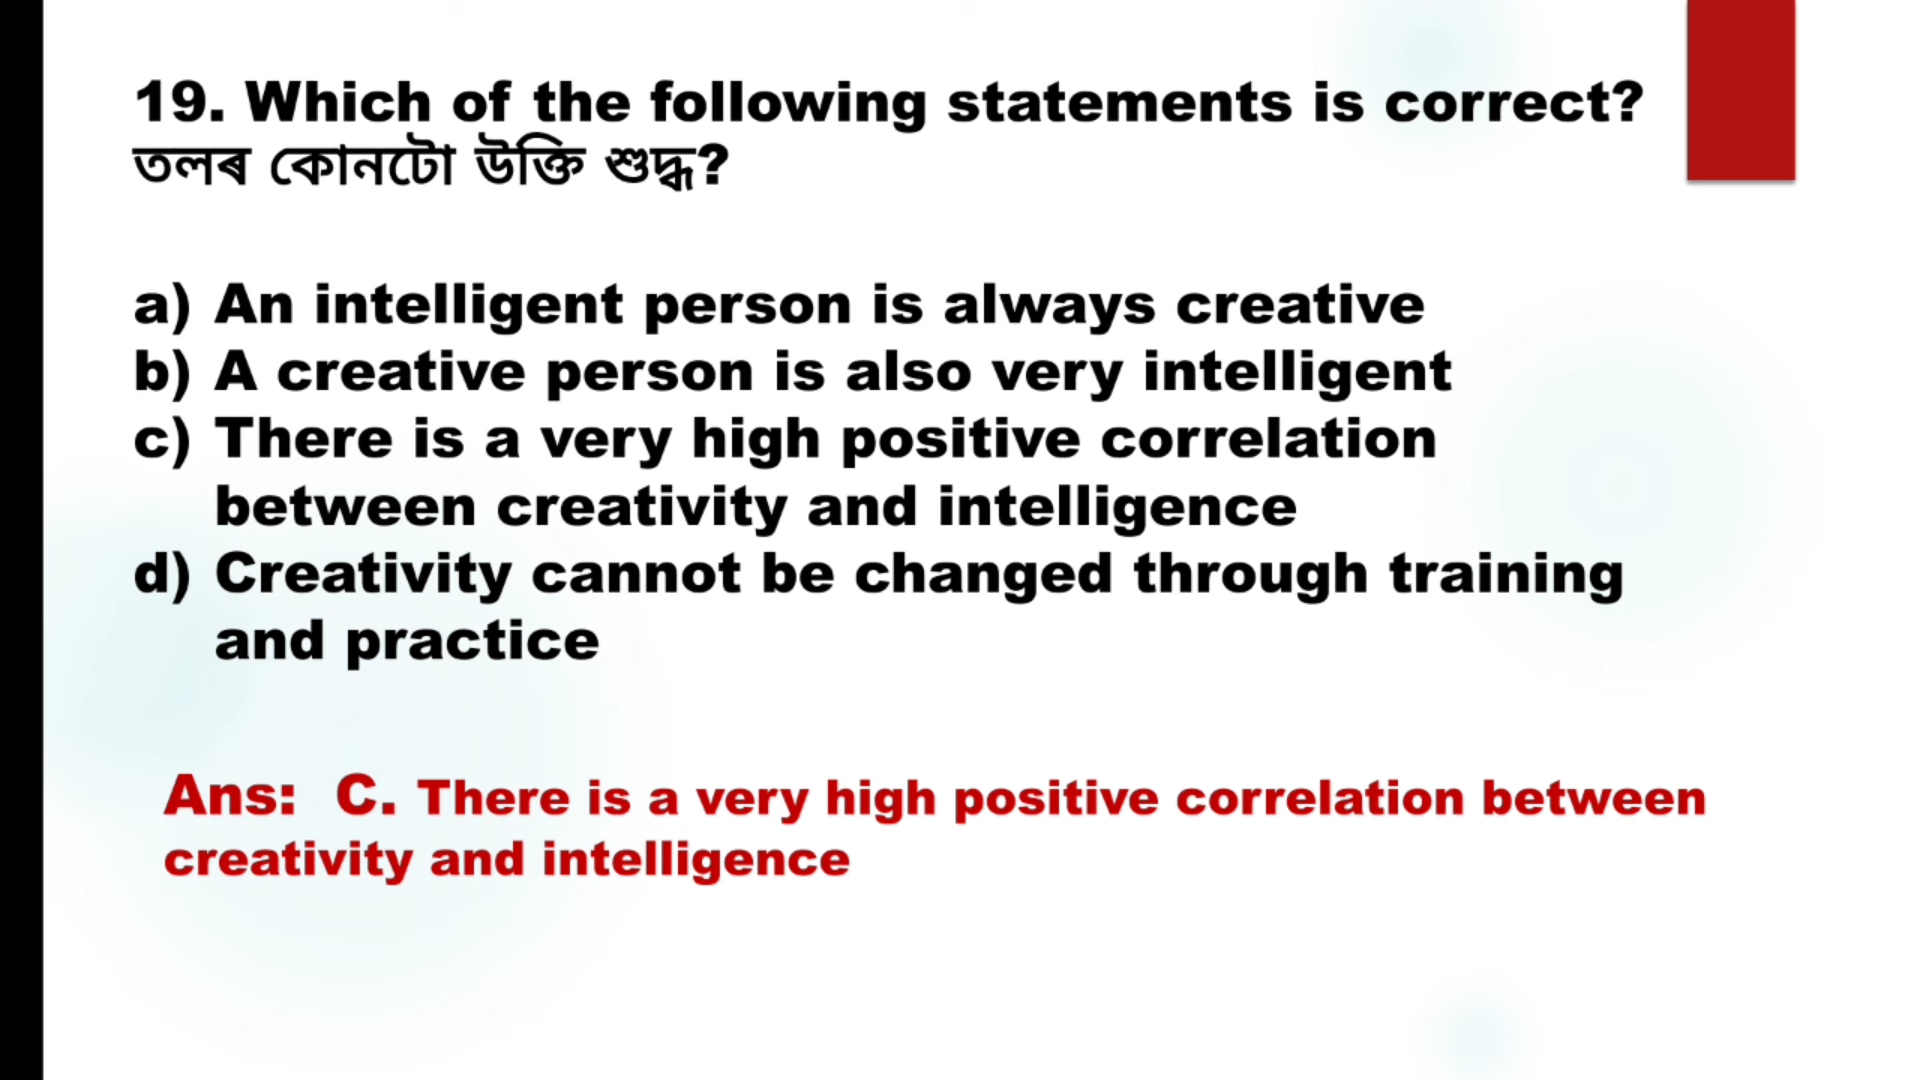 19. Which of the following statements is correct?
তলৰ কোনটো উক্তি শুদ্ধ?
a) An intelligent person is always creative
b) A creative person is also very intelligent
c) There is a very high positive correlation
between creativity and intelligence
d) Creativity cannot be changed through training
and practice
Ans: C. There is a very high positive correlation between
creativity and intelligence